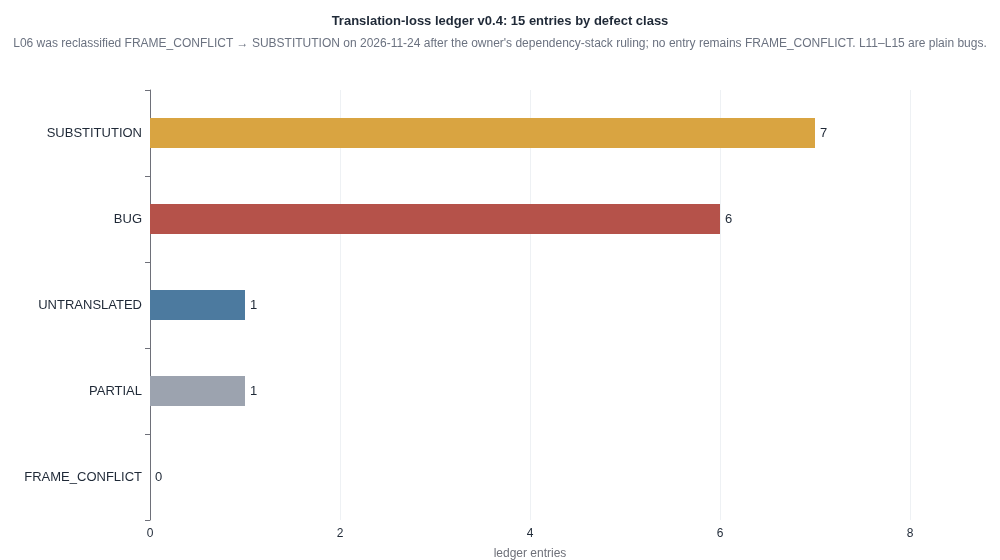 Translation-loss ledger v0.4: 15 entries by defect class
L06 was reclassified FRAME_CONFLICT → SUBSTITUTION on 2026-11-24 after the owner's dependency-stack ruling; no entry remains FRAME_CONFLICT. L11–L15 are plain bugs.
SUBSTITUTION 7
BUG 6
UNTRANSLATED 1
PARTIAL 1
FRAME_CONFLICT 0
0 2 4 6 8
ledger entries